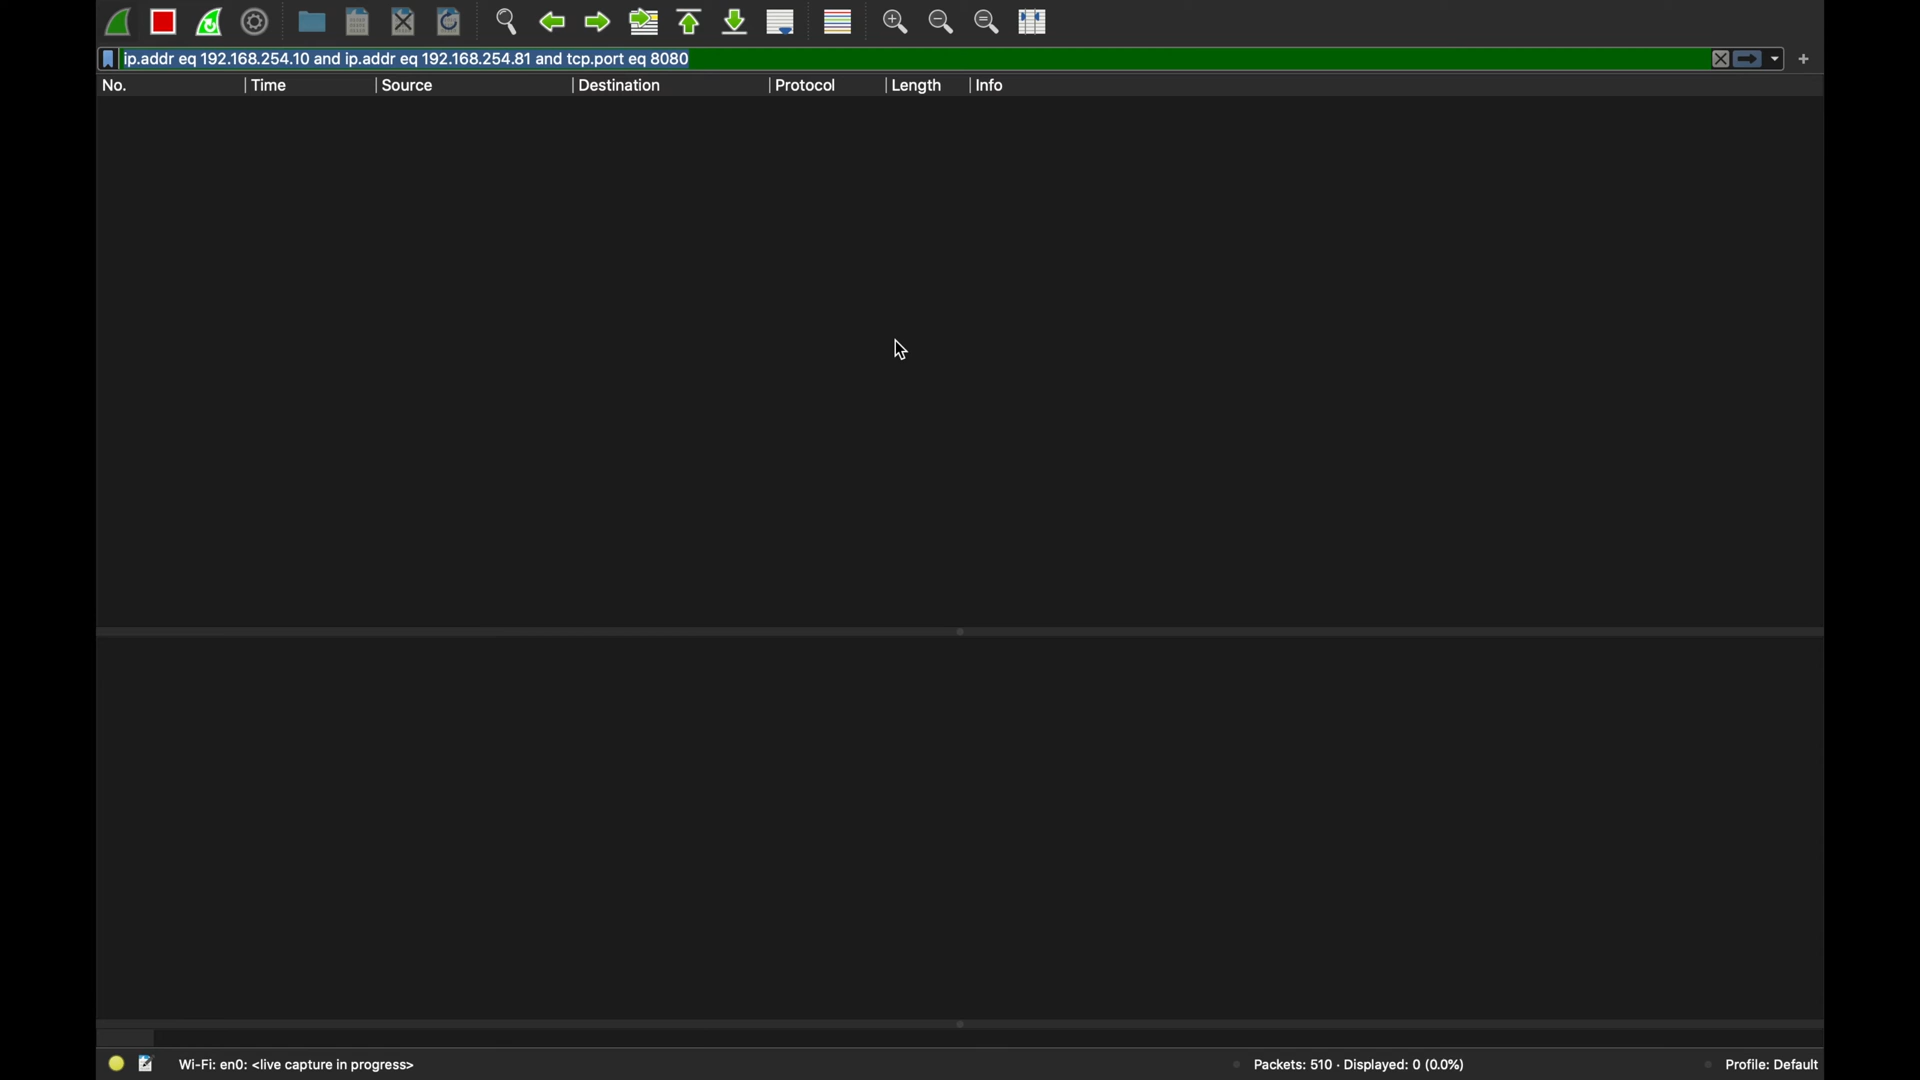 ip.addr eq 192.168.254.10 and ip.addr eq 192.168.254.81 and tcp.port eq 8080
No. Time Source Destination Protocol Length Info
Wi-Fi: en0: <live capture in progress> Packets: 510 · Displayed: 0 (0.0%) Profile: Default